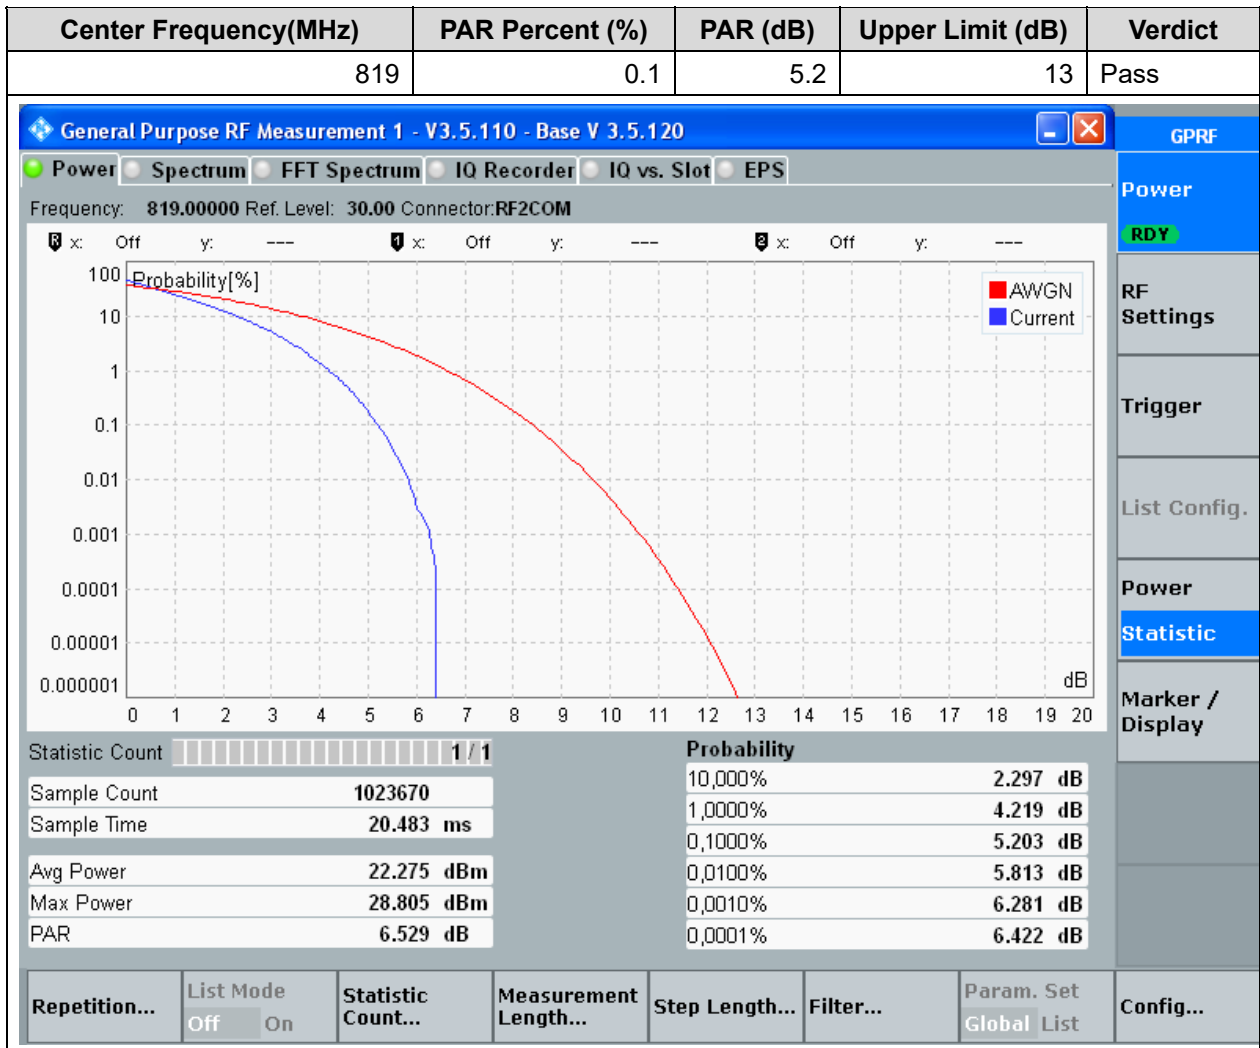 Center Frequency(MHz) PAR Percent (%) PAR (dB) Upper Limit (dB) Verdict
819 0.1 5.2 13 Pass
General Purpose RF Measurement 1 - V3.5.110 - Base V 3.5.120
GPRF
Power Spectrum FFT Spectrum IQ Recorder IQ vs. Slot EPS
Power
RDY
Frequency: 819.00000 Ref. Level: 30.00 Connector:RF2COM
R x: Off y: --- 1 x: Off y: --- 2 x: Off y: ---
Probability[%]
AWGN
Current
100
10
1
0.1
0.01
0.001
0.0001
0.00001
0.000001
dB
0 1 2 3 4 5 6 7 8 9 10 11 12 13 14 15 16 17 18 19 20
RF
Settings
Trigger
List Config.
Power
Statistic
Marker /
Display
Statistic Count 1 / 1
Sample Count 1023670
Sample Time 20.483 ms
Avg Power 22.275 dBm
Max Power 28.805 dBm
PAR 6.529 dB
Probability
10,000% 2.297 dB
1,0000% 4.219 dB
0,1000% 5.203 dB
0,0100% 5.813 dB
0,0010% 6.281 dB
0,0001% 6.422 dB
Repetition...
List Mode
Off On
Statistic
Count...
Measurement
Length...
Step Length...
Filter...
Param. Set
Global List
Config...